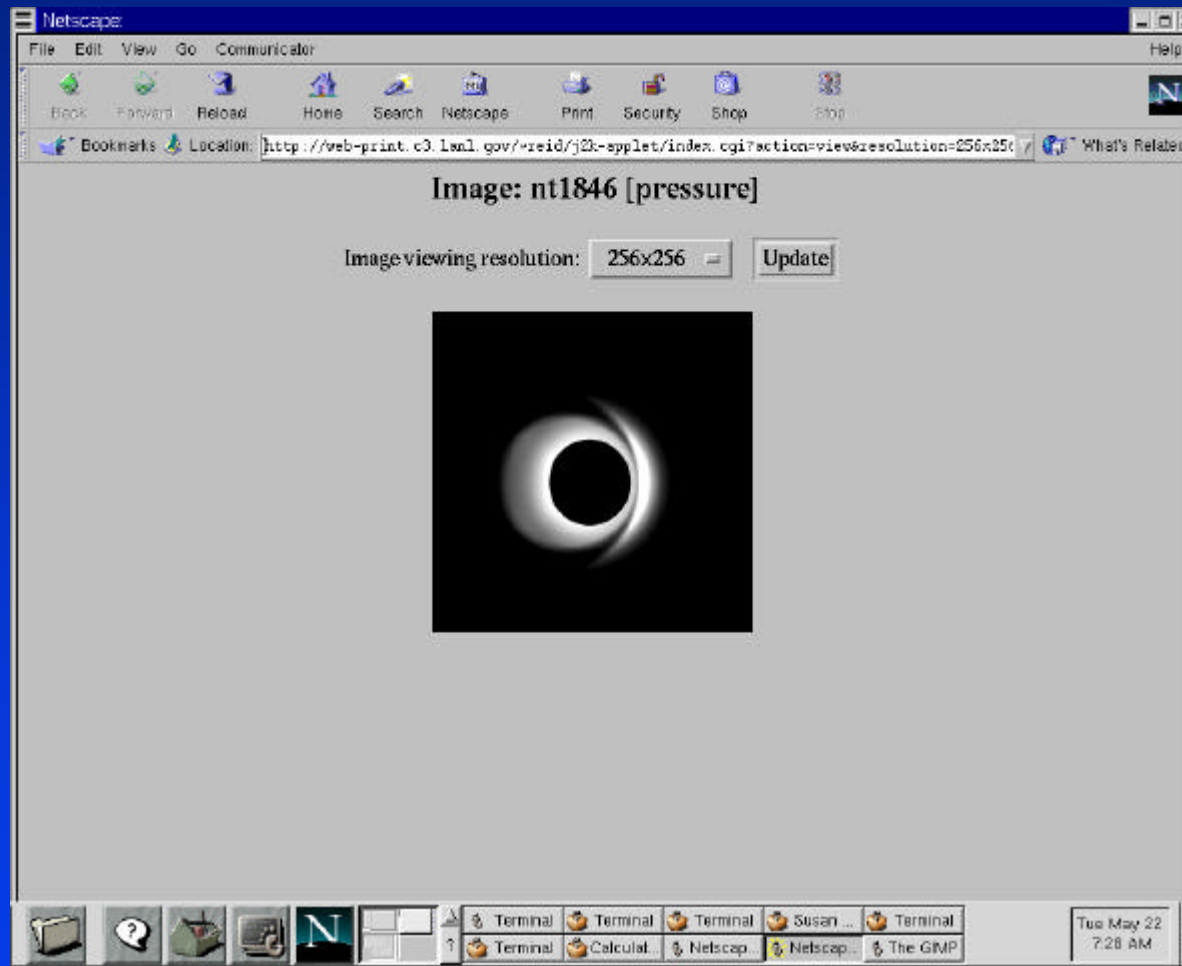 Netscape:
File Edit View Go Communicator Help
Back Forward Reload Home Search Netscape Print Security Shop Stop
Bookmarks Location: http://web-print.c3.lanl.gov/~reid/j2k-applet/index.cgi?action=view&resolution=256x256 What's Related
Image: nt1846 [pressure]
Image viewing resolution: 256x256 Update
Terminal Terminal Terminal Susan ... Terminal
Terminal Calculat... Netscap... Netscap... The GIMP
Tue May 22
7:28 AM